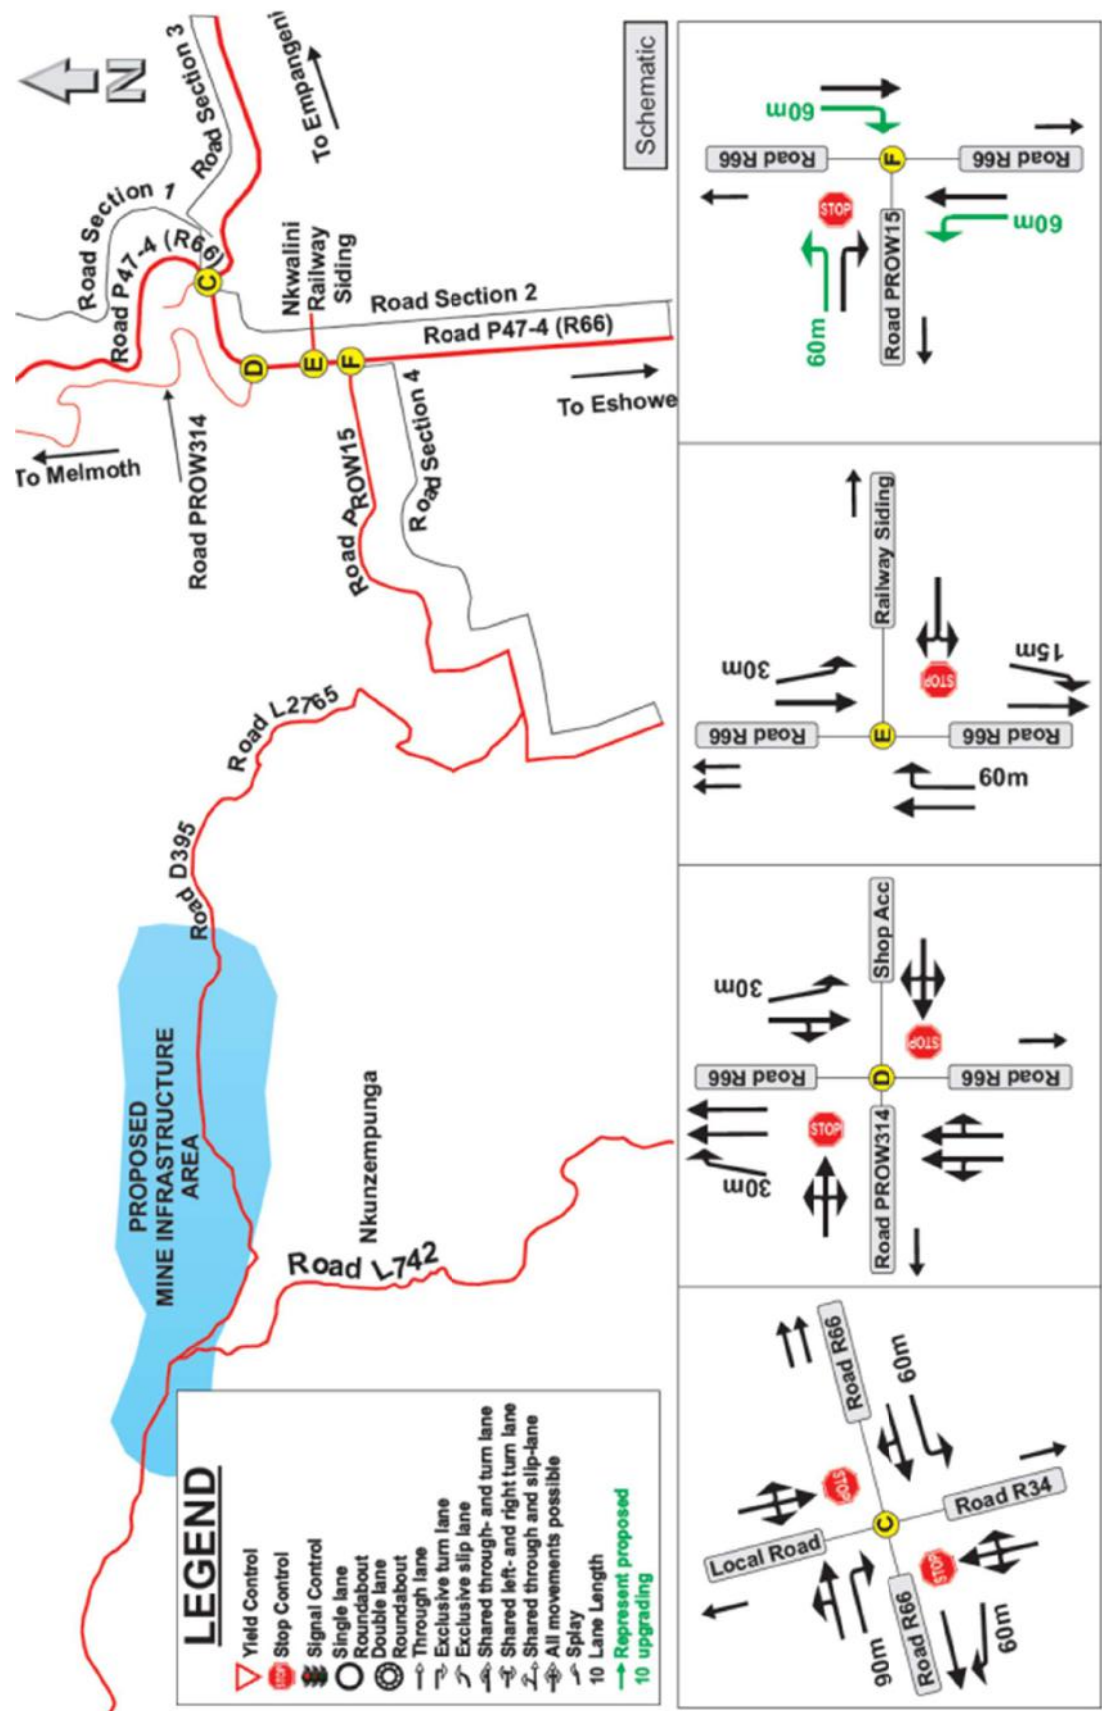 N
Road Section 3
To Empangeni
Road Section 1
Road P47-4 (R66)
C
Nkwalini
Railway
Siding
Road Section 2
Road P47-4 (R66)
D
E
F
To Eshowe
To Melmoth
Road PROW314
Road PROW15
Road Section 4
Road L2765
Road D395
PROPOSED
MINE INFRASTRUCTURE
AREA
Nkunzempunga
Road L742
LEGEND
Yield Control
STOP
Stop Control
Signal Control
Single lane
Roundabout
Double lane
Roundabout
Through lane
Exclusive turn lane
Exclusive slip lane
Shared through- and turn lane
Shared left- and right turn lane
Shared through and slip-lane
All movements possible
Splay
10 Lane Length
Represent proposed
10 upgrading
Schematic
Local Road
STOP
Road R66
60m
C
90m
Road R66
STOP
Road R34
60m
30m
30m
Road R66
STOP
Road PROW314
D
Shop Acc
STOP
Road R66
30m
Road R66
E
Railway Siding
STOP
Road R66
60m
15m
60m
Road R66
STOP
60m
Road PROW15
F
Road R66
60m